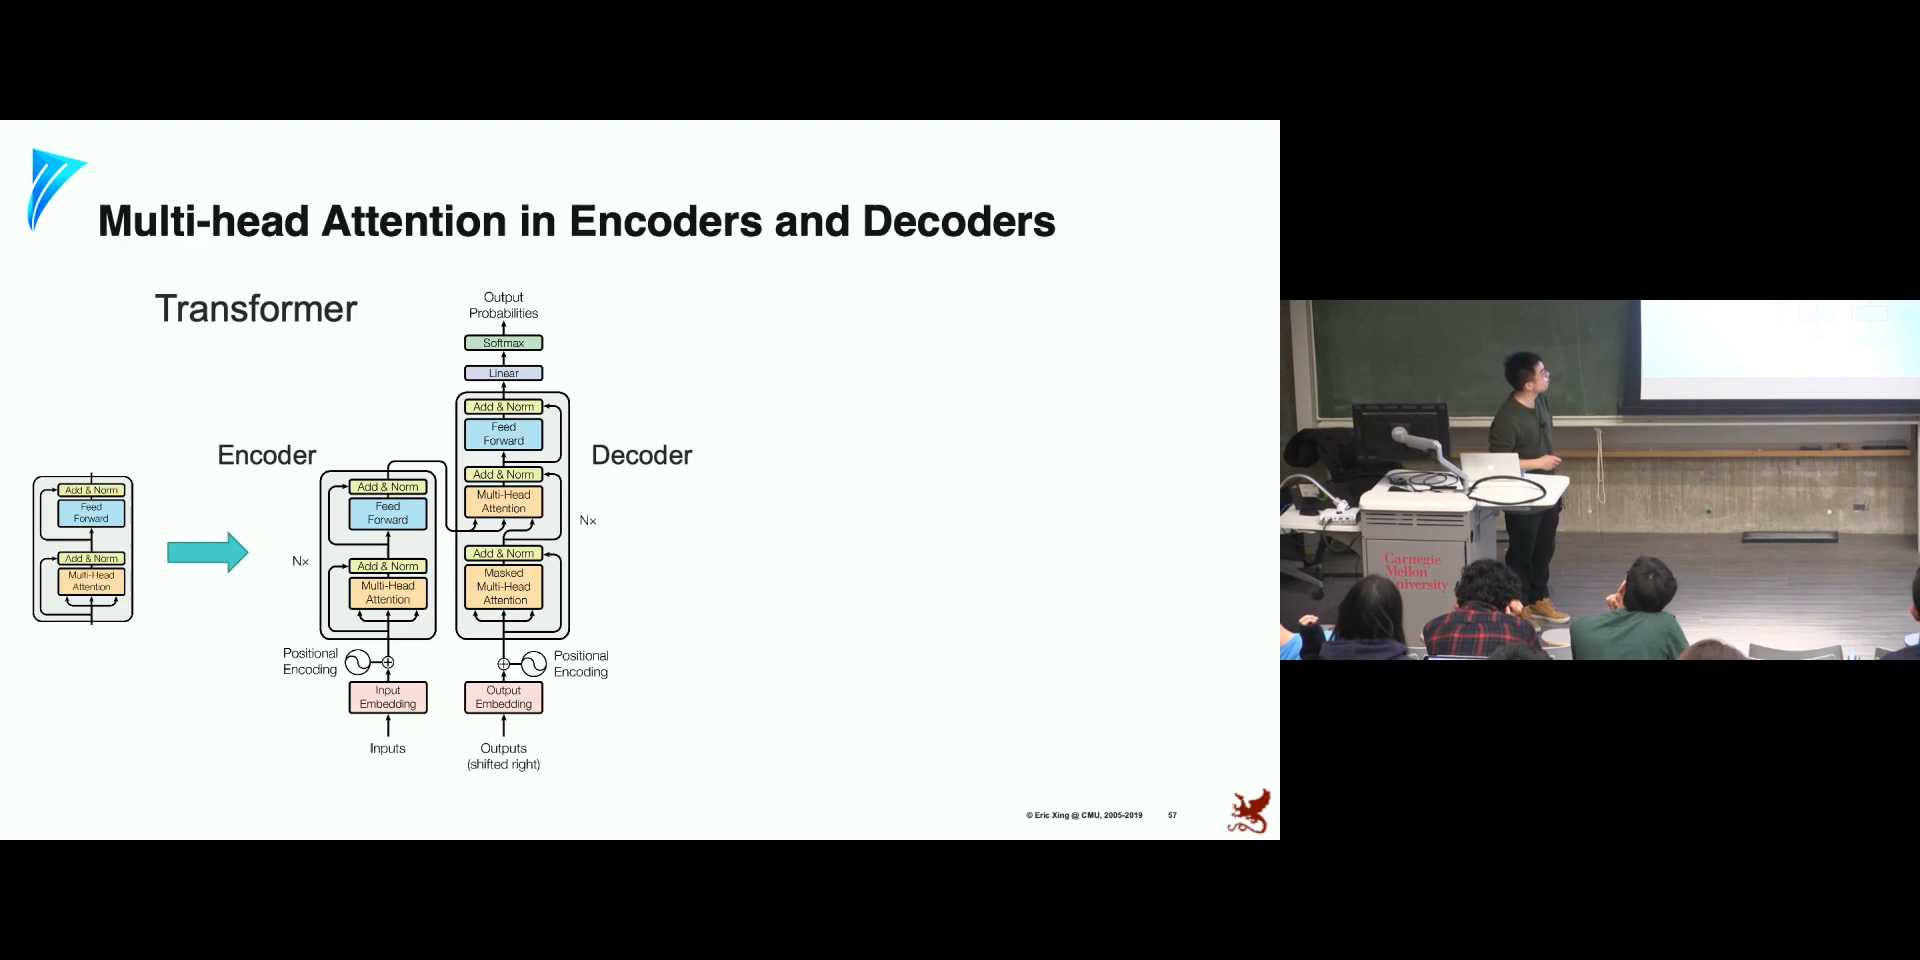 Multi-head Attention in Encoders and Decoders
Transformer
Output
Probabilities
Softmax
Linear
Add & Norm
Feed
Forward
Add & Norm
Multi-Head
Attention
Add & Norm
Masked
Multi-Head
Attention
Nx
Decoder
Positional
Encoding
Output
Embedding
Outputs
(shifted right)
Encoder
Add & Norm
Feed
Forward
Add & Norm
Multi-Head
Attention
Nx
Positional
Encoding
Input
Embedding
Inputs
Add & Norm
Feed
Forward
Add & Norm
Multi-Head
Attention
© Eric Xing @ CMU, 2005-2019 57
Carnegie
Mellon
University